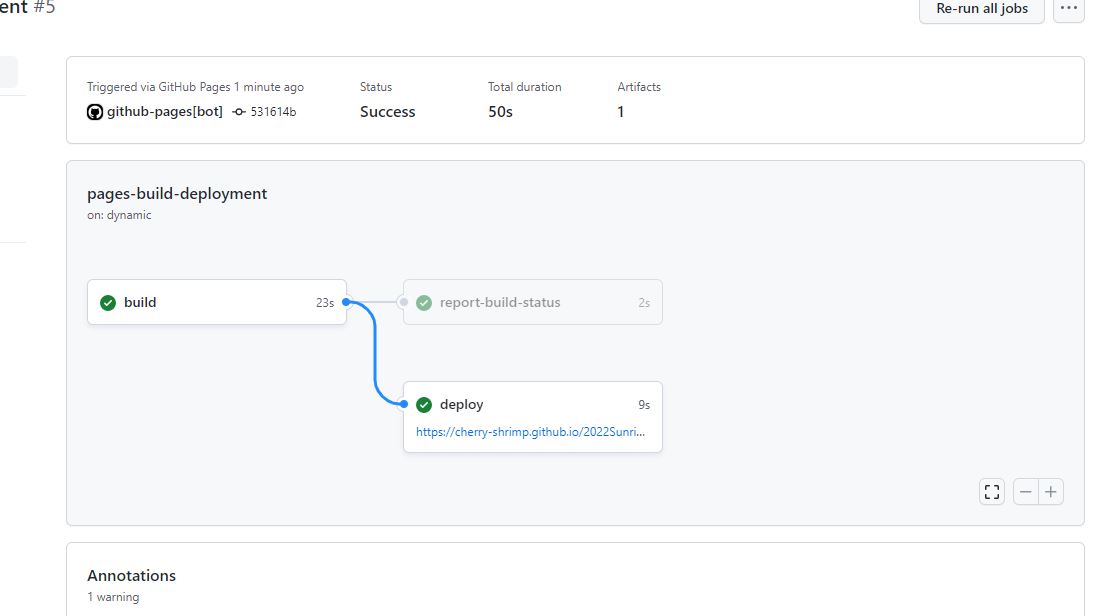 ent #5
Re-run all jobs
Triggered via GitHub Pages 1 minute ago
Status
Total duration
Artifacts
github-pages[bot] 531614b
Success
50s
1
pages-build-deployment
on: dynamic
build 23s
report-build-status 2s
deploy 9s
https://cherry-shrimp.github.io/2022Sunri...
Annotations
1 warning